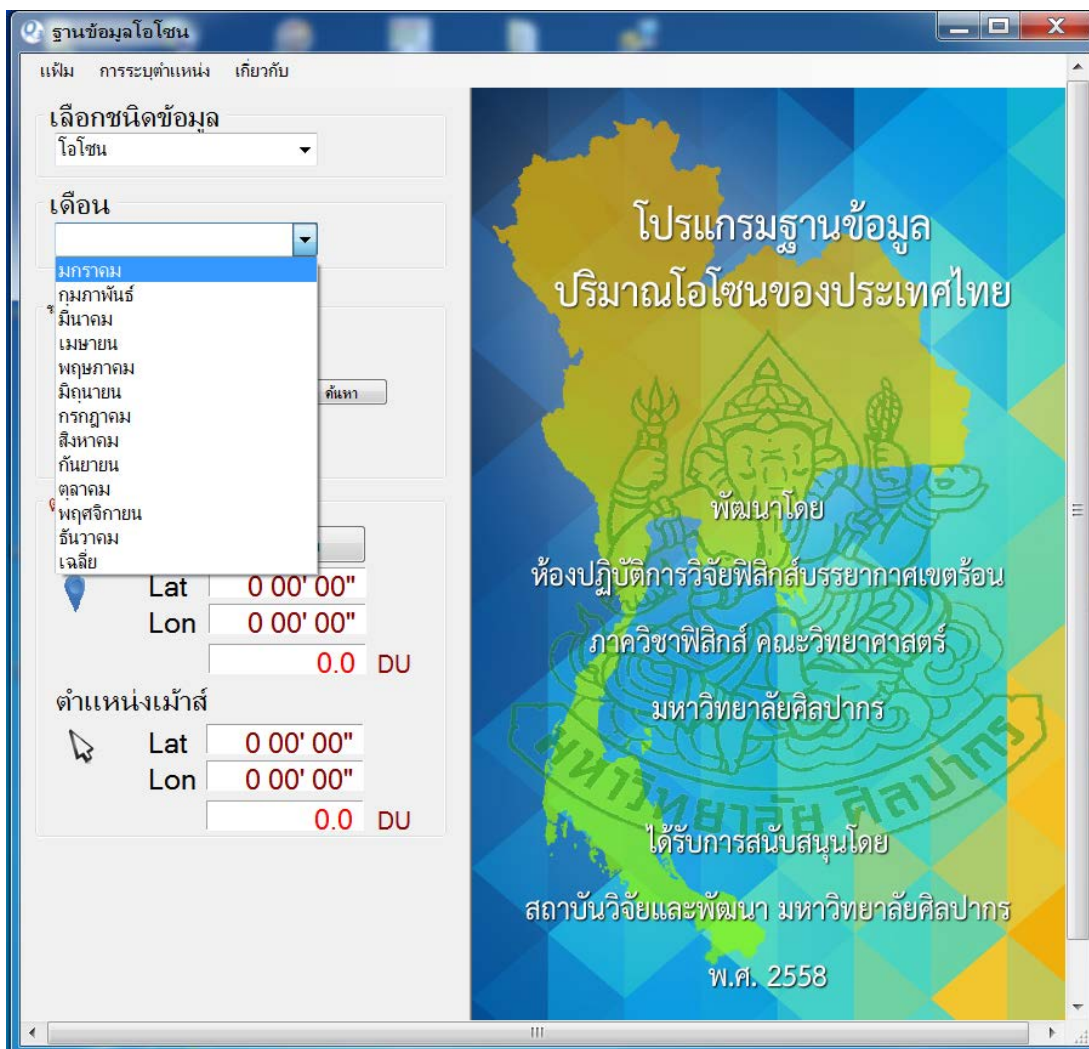 ฐานข้อมูลโอโซน
แฟ้ม การระบุตำแหน่ง เกี่ยวกับ
เลือกชนิดข้อมูล
โอโซน
เดือน
มกราคม
กุมภาพันธ์
มีนาคม
เมษายน
พฤษภาคม
มิถุนายน
ค้นหา
กรกฎาคม
สิงหาคม
กันยายน
ตุลาคม
พฤศจิกายน
ธันวาคม
เฉลี่ย
Lat 0 00' 00"
Lon 0 00' 00"
0.0 DU
ตำแหน่งเม้าส์
Lat 0 00' 00"
Lon 0 00' 00"
0.0 DU
โปรแกรมฐานข้อมูล
ปริมาณโอโซนของประเทศไทย
พัฒนาโดย
ห้องปฏิบัติการวิจัยฟิสิกส์บรรยากาศเขตร้อน
ภาควิชาฟิสิกส์ คณะวิทยาศาสตร์
มหาวิทยาลัยศิลปากร
มหาวิทยาลัยศิลปากร
ได้รับการสนับสนุนโดย
สถาบันวิจัยและพัฒนา มหาวิทยาลัยศิลปากร
พ.ศ. 2558